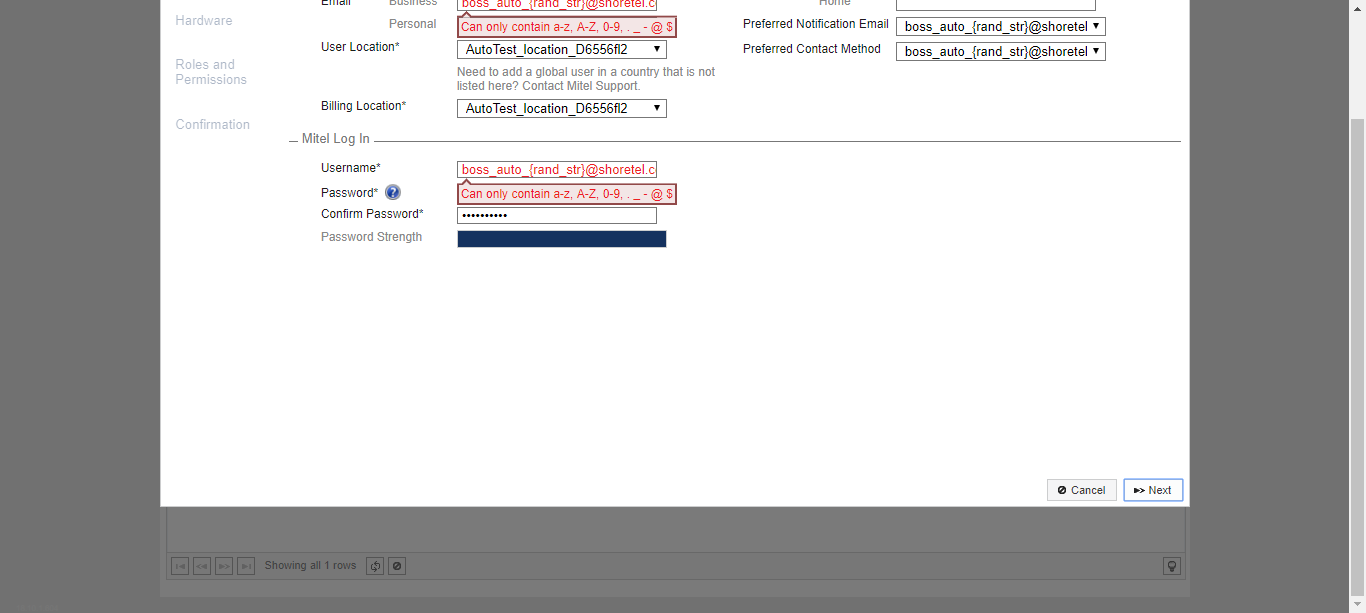 Email Business boss_auto_{rand_str}@shoretel.c Home
Hardware
Personal Can only contain a-z, A-Z, 0-9, . _ - @ $ Preferred Notification Email boss_auto_{rand_str}@shoretel
User Location* AutoTest_location_D6556fl2 Preferred Contact Method boss_auto_{rand_str}@shoretel
Roles and
Permissions
Need to add a global user in a country that is not
listed here? Contact Mitel Support.
Billing Location* AutoTest_location_D6556fl2
Confirmation
Mitel Log In
Username* boss_auto_{rand_str}@shoretel.c
Password* ? Can only contain a-z, A-Z, 0-9, . _ - @ $
Confirm Password* ••••••••••
Password Strength
Cancel Next
Showing all 1 rows